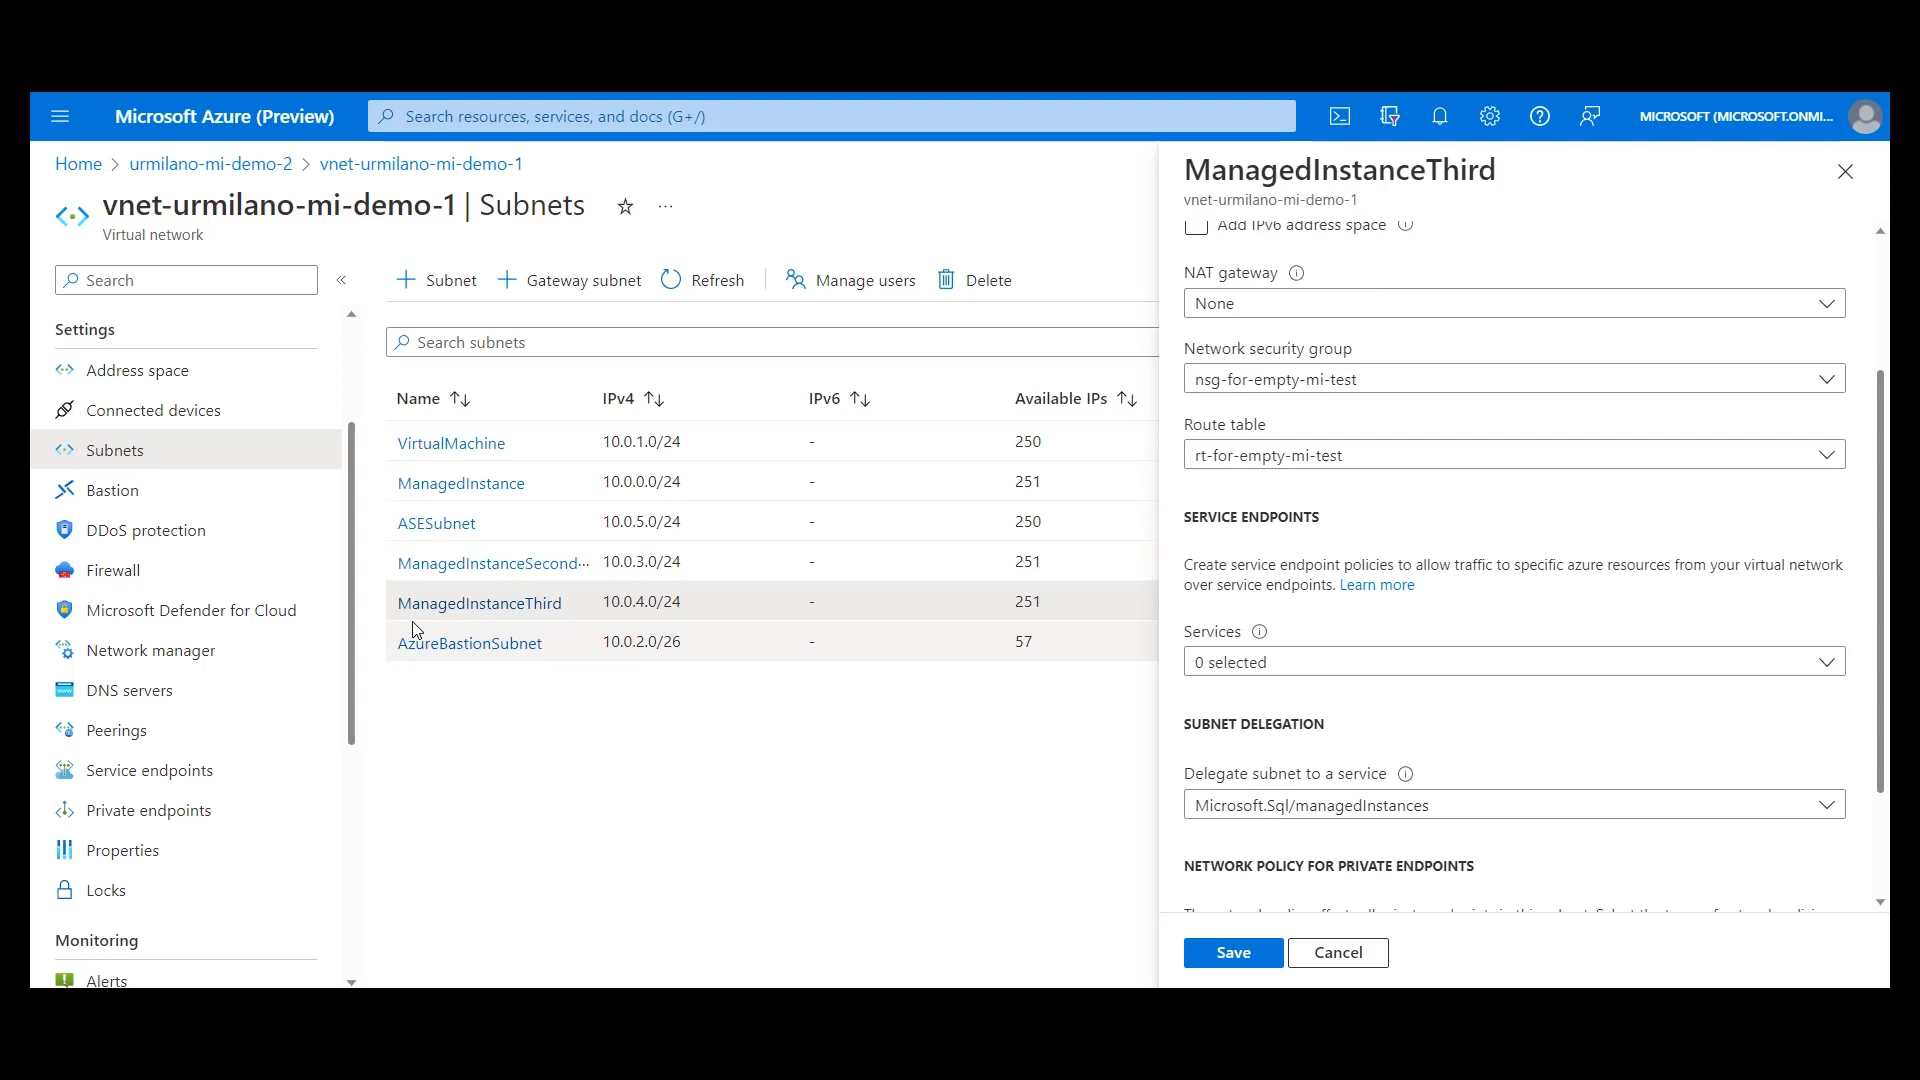 Microsoft Azure (Preview)
Search resources, services, and docs (G+/)
MICROSOFT (MICROSOFT.ONMI...
Home > urmilano-mi-demo-2 > vnet-urmilano-mi-demo-1
vnet-urmilano-mi-demo-1 | Subnets
Virtual network
Search
Settings
Address space
Connected devices
Subnets
Bastion
DDoS protection
Firewall
Microsoft Defender for Cloud
Network manager
DNS servers
Peerings
Service endpoints
Private endpoints
Properties
Locks
Monitoring
Alerts
Subnet Gateway subnet Refresh Manage users Delete
Search subnets
Name IPv4 IPv6 Available IPs
VirtualMachine 10.0.1.0/24 - 250
ManagedInstance 10.0.0.0/24 - 251
ASESubnet 10.0.5.0/24 - 250
ManagedInstanceSecond... 10.0.3.0/24 - 251
ManagedInstanceThird 10.0.4.0/24 - 251
AzureBastionSubnet 10.0.2.0/26 - 57
ManagedInstanceThird
vnet-urmilano-mi-demo-1
Add IPv6 address space
NAT gateway
None
Network security group
nsg-for-empty-mi-test
Route table
rt-for-empty-mi-test
SERVICE ENDPOINTS
Create service endpoint policies to allow traffic to specific azure resources from your virtual network
over service endpoints. Learn more
Services
0 selected
SUBNET DELEGATION
Delegate subnet to a service
Microsoft.Sql/managedInstances
NETWORK POLICY FOR PRIVATE ENDPOINTS
Save Cancel